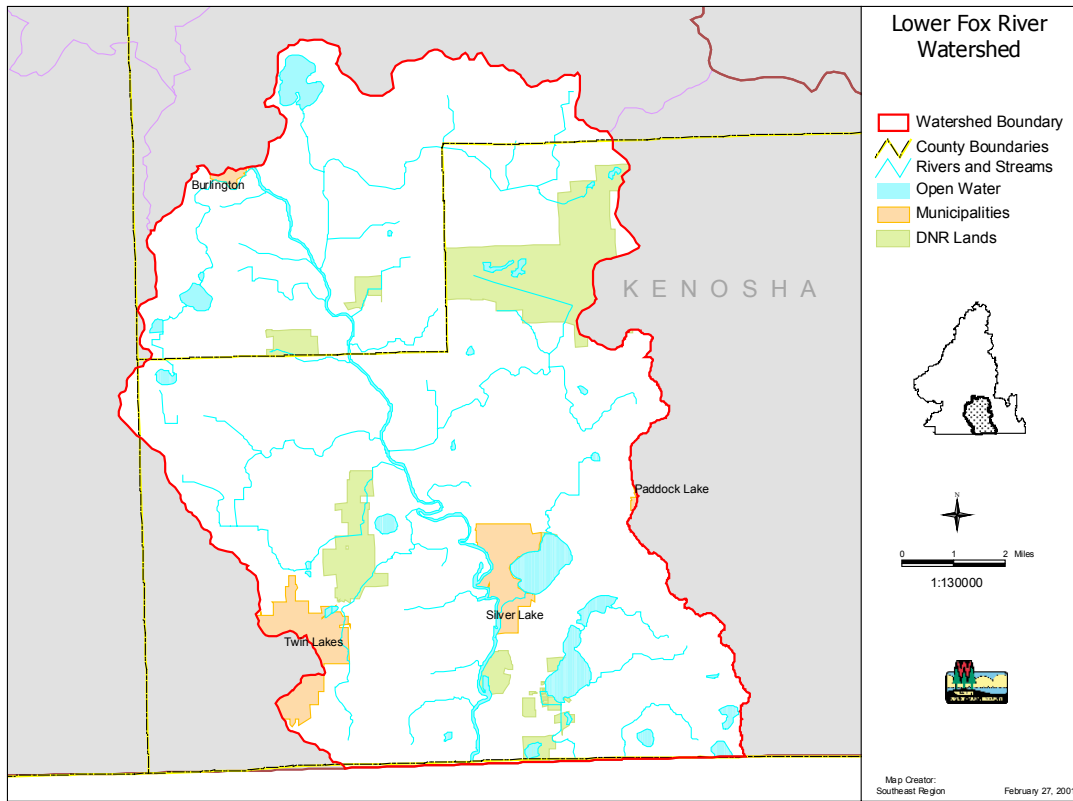 Lower Fox River
Watershed
Watershed Boundary
County Boundaries
Rivers and Streams
Open Water
Municipalities
DNR Lands
Burlington
KENOSHA
Paddock Lake
Silver Lake
Twin Lakes
N
0 1 2 Miles
1:130000
W
Map Creator:
Southeast Region
February 27, 2001